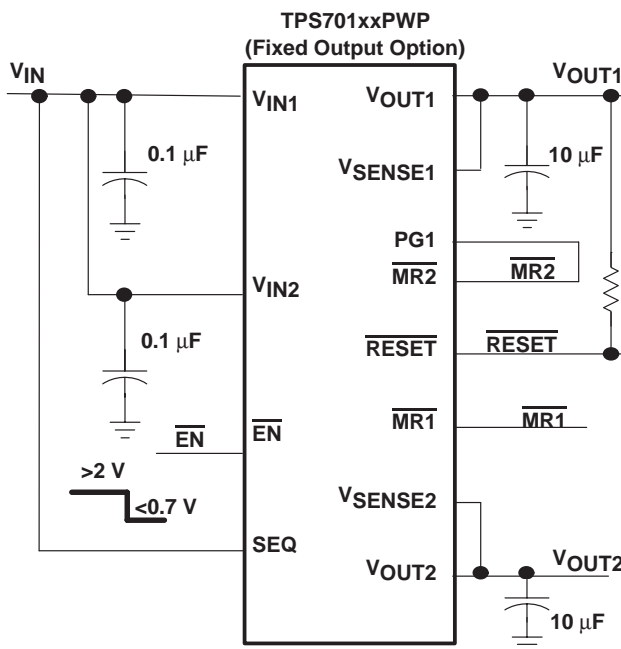 TPS701xxPWP
(Fixed Output Option)
VIN
VOUT1
VIN1
VOUT1
0.1 μF
10 μF
VSENSE1
PG1
MR2
MR2
VIN2
0.1 μF
RESET
RESET
EN
EN
MR1
MR1
>2 V
<0.7 V
VSENSE2
SEQ
VOUT2
VOUT2
10 μF